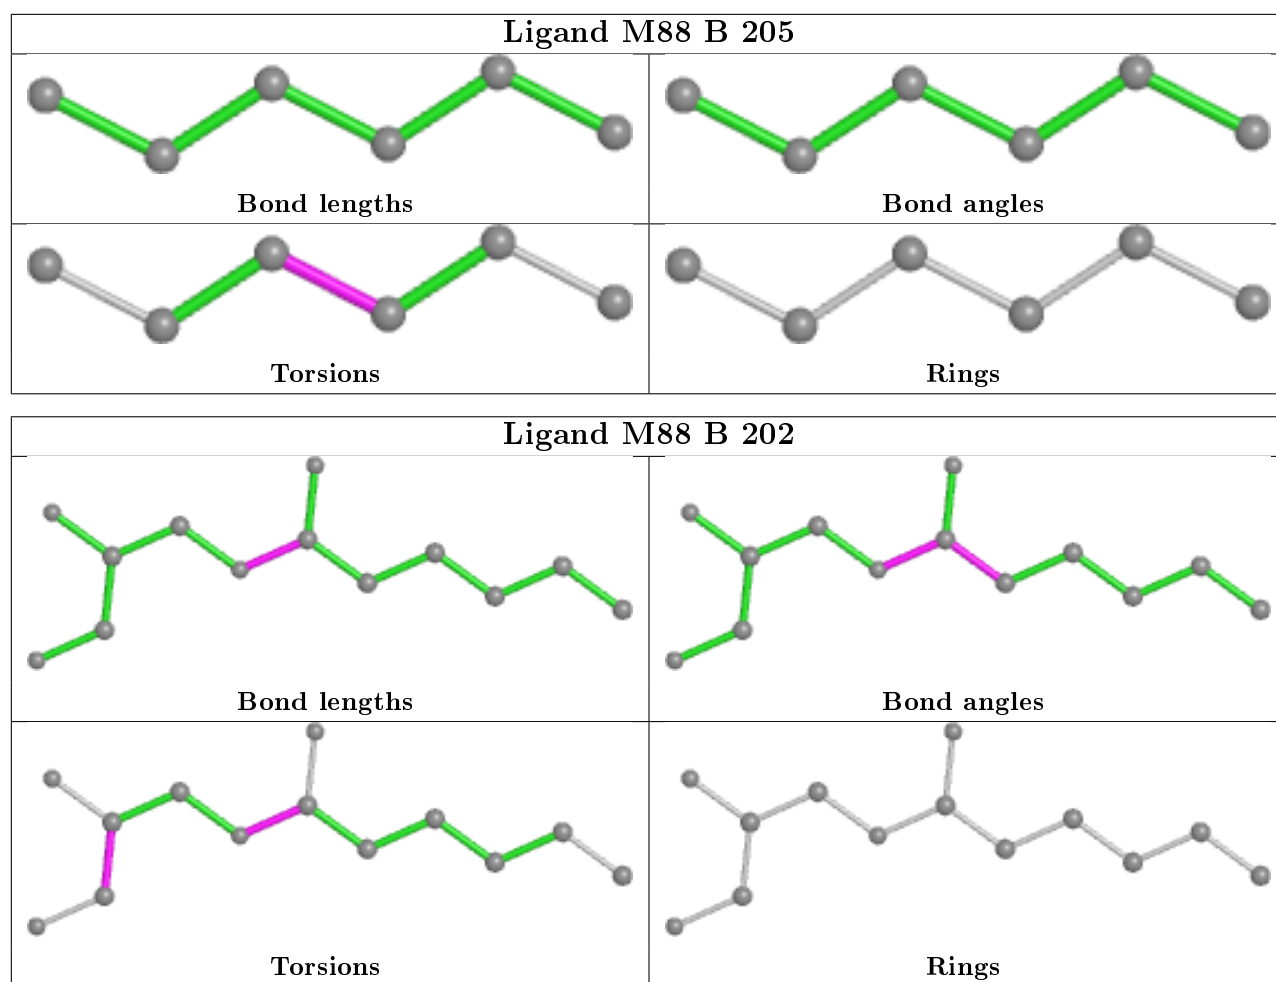 Ligand M88 B 205
Bond lengths
Bond angles
Torsions
Rings
Ligand M88 B 202
Bond lengths
Bond angles
Torsions
Rings